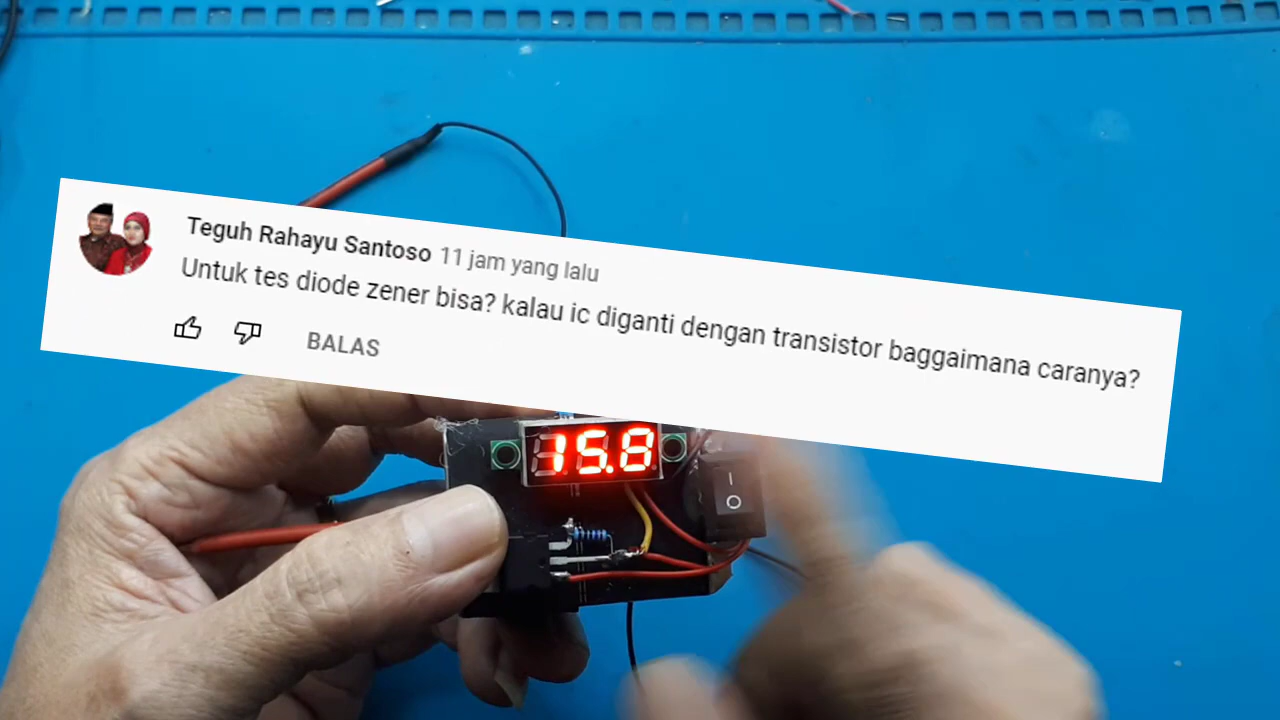 Teguh Rahayu Santoso 11 jam yang lalu
Untuk tes diode zener bisa? kalau ic diganti dengan transistor baggaimana caranya?
BALAS
15.8